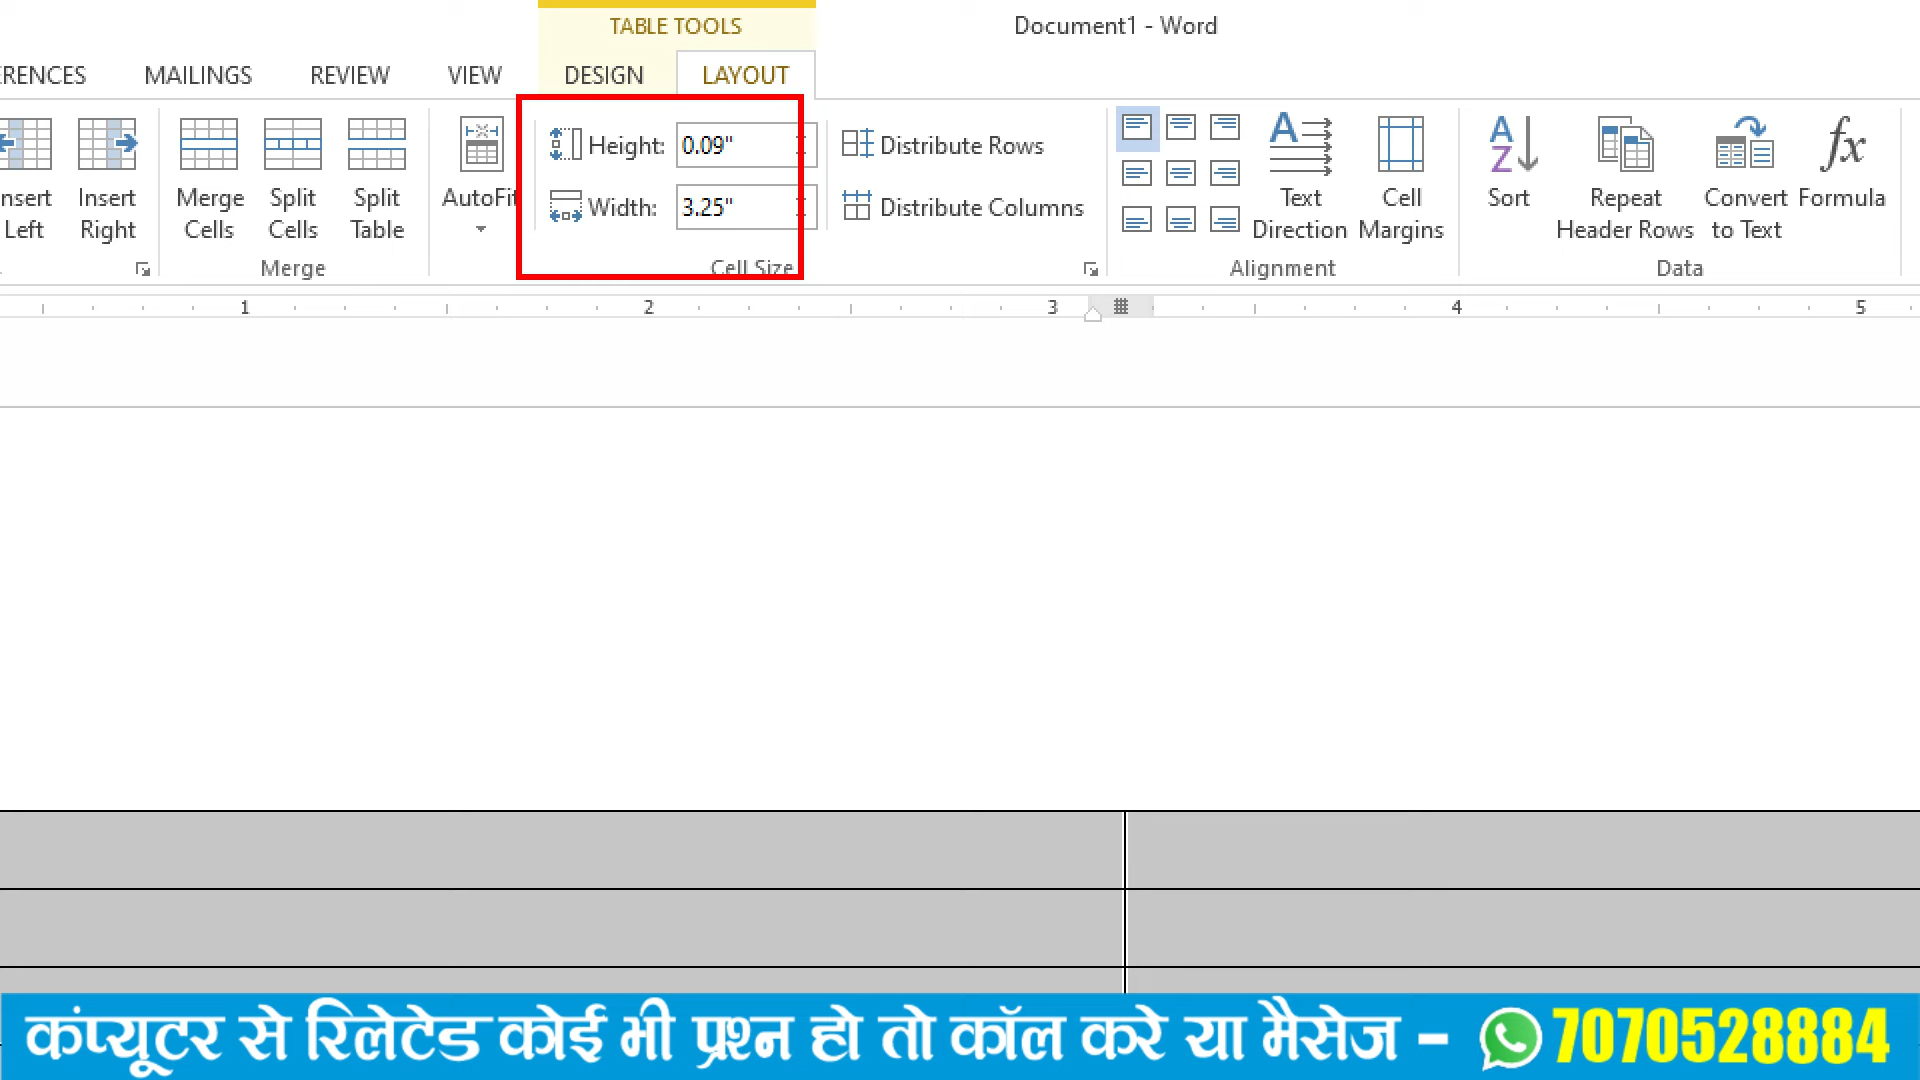 TABLE TOOLS
Document1 - Word
RENCES MAILINGS REVIEW VIEW DESIGN LAYOUT
Insert Left
Insert Right
Merge Cells
Split Cells
Split Table
AutoFit
Height: 0.09"
Width: 3.25"
Distribute Rows
Distribute Columns
Text Direction
Cell Margins
Sort
Repeat Header Rows
Convert to Text
Formula
Merge
Cell Size
Alignment
Data
1 2 3 4 5
कंप्यूटर से रिलेटेड कोई भी प्रश्न हो तो कॉल करे या मैसेज - 7070528884